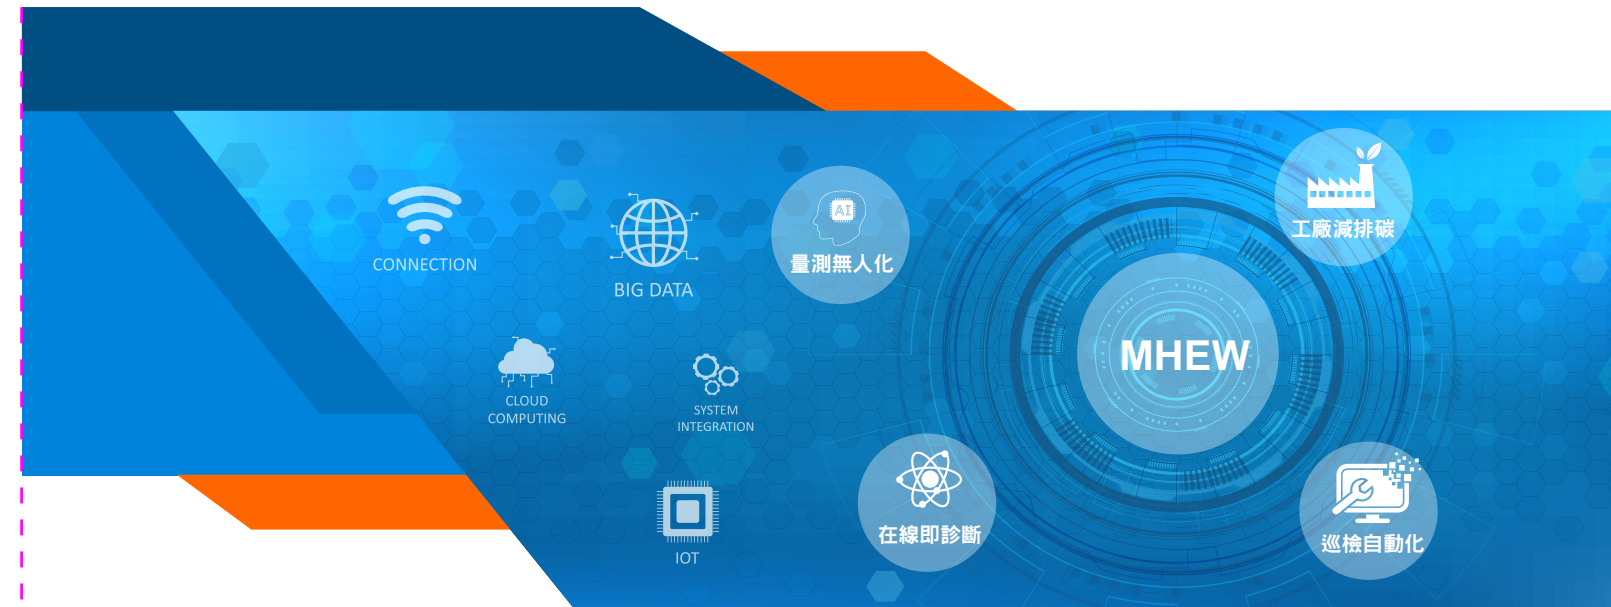 CONNECTION
BIG DATA
AI
量測無人化
工廠減排碳
CLOUD
COMPUTING
SYSTEM
INTEGRATION
MHEW
IOT
在線即診斷
巡檢自動化